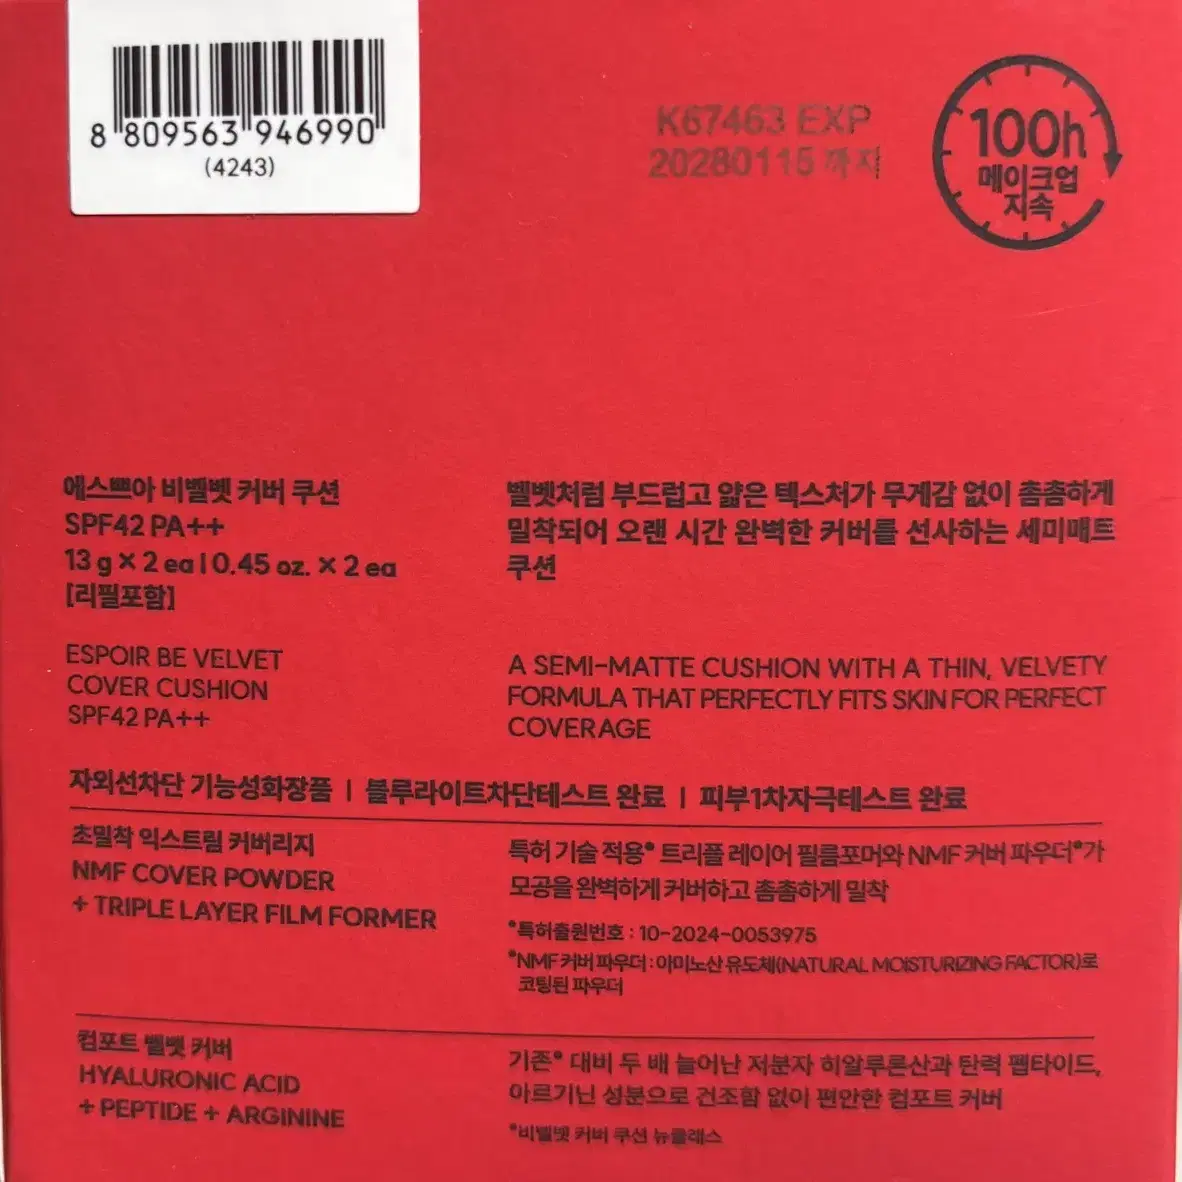 8 809563 946990
(4243)
K67463 EXP
20280115까지
100h
메이크업
지속
에스쁘아 비벨벳 커버 쿠션
SPF42 PA++
13 g × 2 ea | 0.45 oz. × 2 ea
[리필포함]
벨벳처럼 부드럽고 얇은 텍스처가 무게감 없이 촘촘하게
밀착되어 오랜 시간 완벽한 커버를 선사하는 세미매트
쿠션
ESPOIR BE VELVET
COVER CUSHION
SPF42 PA++
A SEMI-MATTE CUSHION WITH A THIN, VELVETY
FORMULA THAT PERFECTLY FITS SKIN FOR PERFECT
COVERAGE
자외선차단 기능성화장품 | 블루라이트차단테스트 완료 | 피부1차자극테스트 완료
초밀착 익스트림 커버리지
NMF COVER POWDER
+ TRIPLE LAYER FILM FORMER
특허 기술 적용* 트리플 레이어 필름포머와 NMF 커버 파우더*가
모공을 완벽하게 커버하고 촘촘하게 밀착
*특허출원번호 : 10-2024-0053975
*NMF 커버 파우더 : 아미노산 유도체(NATURAL MOISTURIZING FACTOR)로
코팅된 파우더
컴포트 벨벳 커버
HYALURONIC ACID
+ PEPTIDE + ARGININE
기존* 대비 두 배 늘어난 저분자 히알루론산과 탄력 펩타이드,
아르기닌 성분으로 건조함 없이 편안한 컴포트 커버
*비벨벳 커버 쿠션 뉴클래스